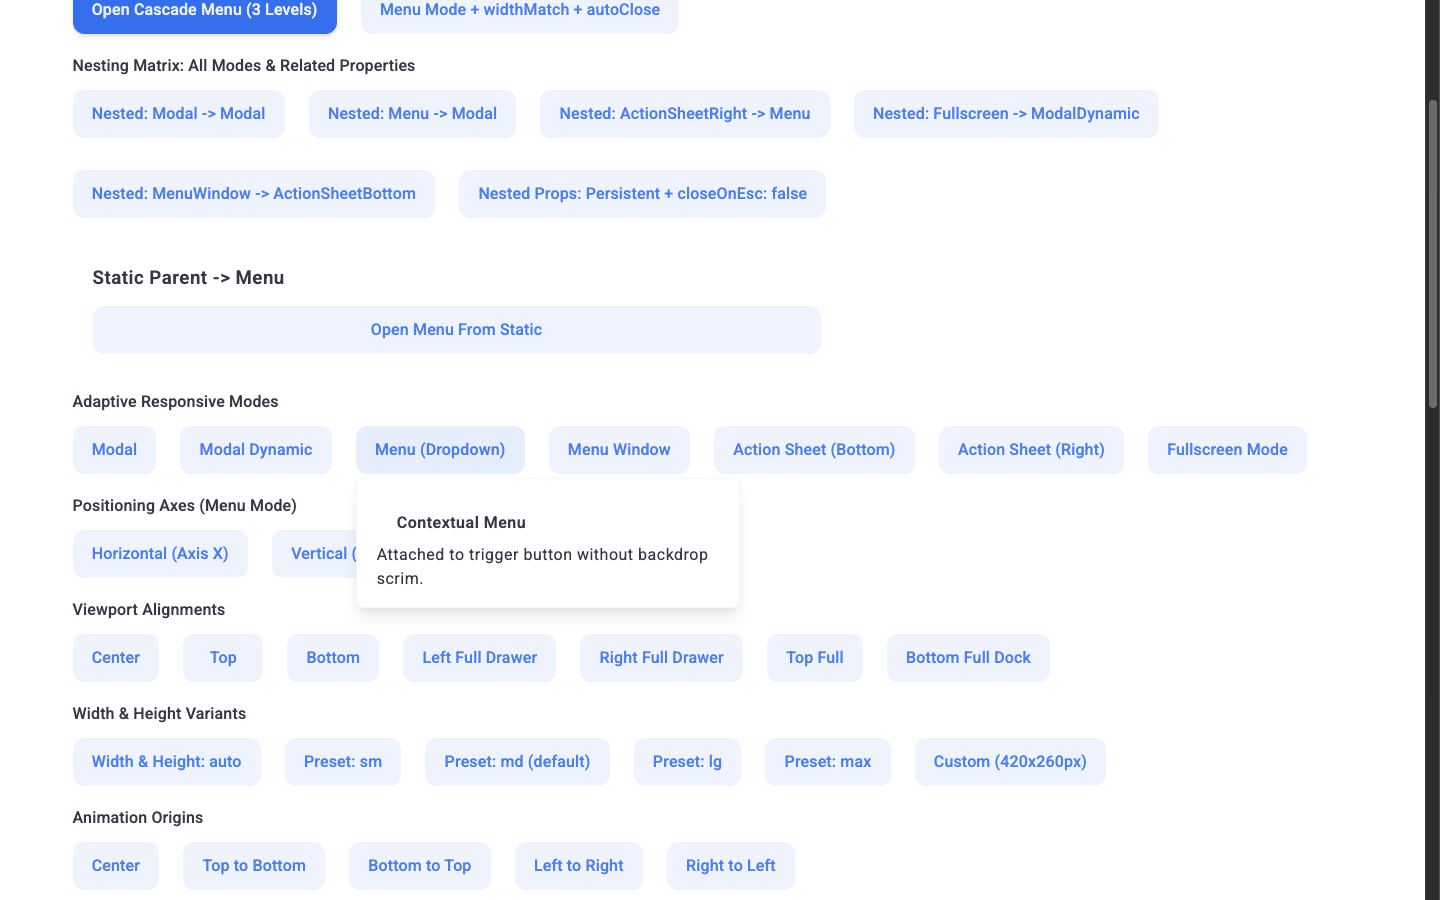 Open Cascade Menu (3 Levels)
Menu Mode + widthMatch + autoClose
Nesting Matrix: All Modes & Related Properties
Nested: Modal -> Modal
Nested: Menu -> Modal
Nested: ActionSheetRight -> Menu
Nested: Fullscreen -> ModalDynamic
Nested: MenuWindow -> ActionSheetBottom
Nested Props: Persistent + closeOnEsc: false
Static Parent -> Menu
Open Menu From Static
Adaptive Responsive Modes
Modal
Modal Dynamic
Menu (Dropdown)
Menu Window
Action Sheet (Bottom)
Action Sheet (Right)
Fullscreen Mode
Positioning Axes (Menu Mode)
Horizontal (Axis X)
Vertical (
Contextual Menu
Attached to trigger button without backdrop
scrim.
Viewport Alignments
Center
Top
Bottom
Left Full Drawer
Right Full Drawer
Top Full
Bottom Full Dock
Width & Height Variants
Width & Height: auto
Preset: sm
Preset: md (default)
Preset: lg
Preset: max
Custom (420x260px)
Animation Origins
Center
Top to Bottom
Bottom to Top
Left to Right
Right to Left